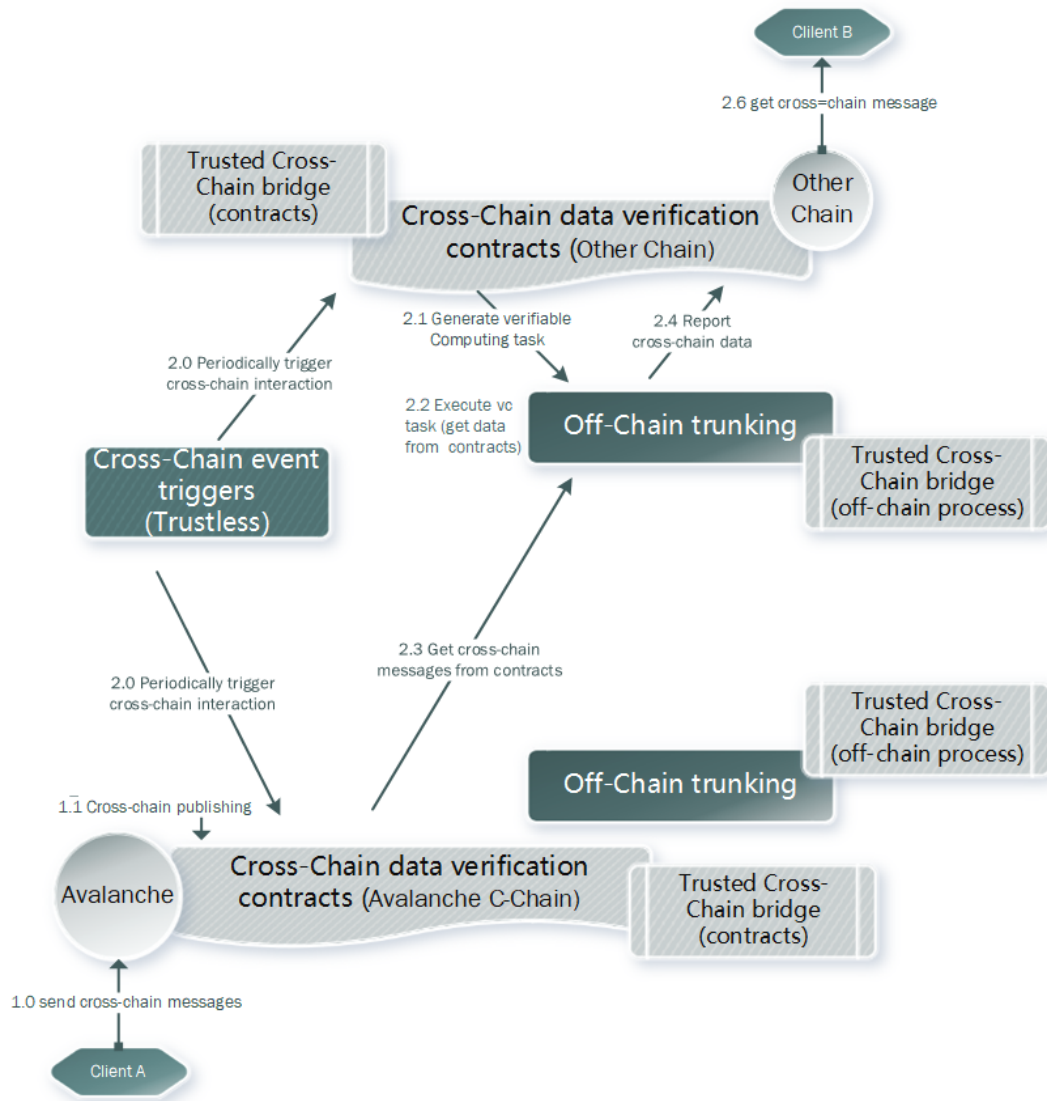 Clilent B
2.6 get cross=chain message
Trusted Cross-
Chain bridge
(contracts)
Other
Chain
Cross-Chain data verification
contracts (Other Chain)
2.1 Generate verifiable
Computing task
2.4 Report
cross-chain data
2.0 Periodically trigger
cross-chain interaction
2.2 Execute vc
task (get data
from contracts)
Off-Chain trunking
Trusted Cross-
Chain bridge
(off-chain process)
Cross-Chain event
triggers
(Trustless)
2.3 Get cross-chain
messages from contracts
2.0 Periodically trigger
cross-chain interaction
Trusted Cross-
Chain bridge
(off-chain process)
Off-Chain trunking
1.1 Cross-chain publishing
Avalanche
Cross-Chain data verification
contracts (Avalanche C-Chain)
Trusted Cross-
Chain bridge
(contracts)
1.0 send cross-chain messages
Client A